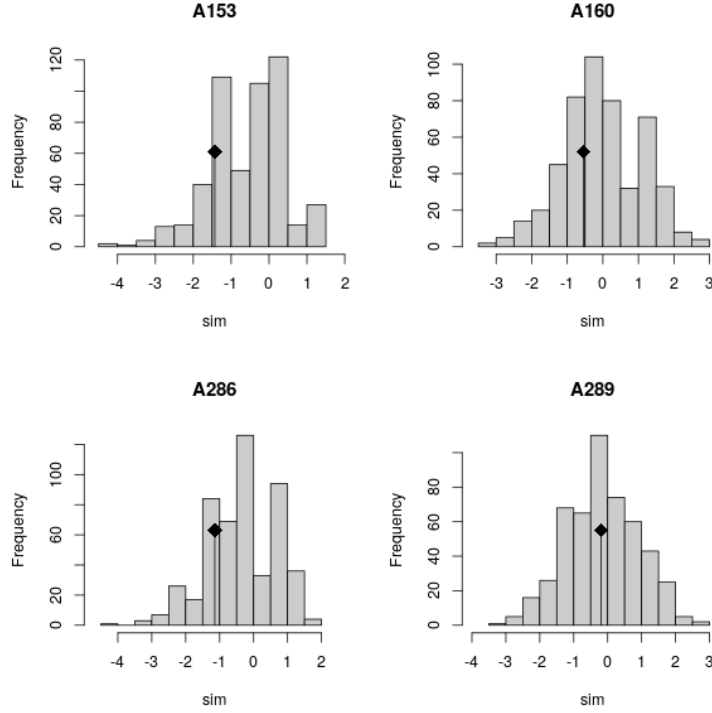 A153
Frequency
0 20 40 60 80 120
-4 -3 -2 -1 0 1 2
sim
A160
Frequency
0 20 40 60 80 100
-3 -2 -1 0 1 2 3
sim
A286
Frequency
0 20 60 100
-4 -3 -2 -1 0 1 2
sim
A289
Frequency
0 20 40 60 80
-4 -3 -2 -1 0 1 2 3
sim